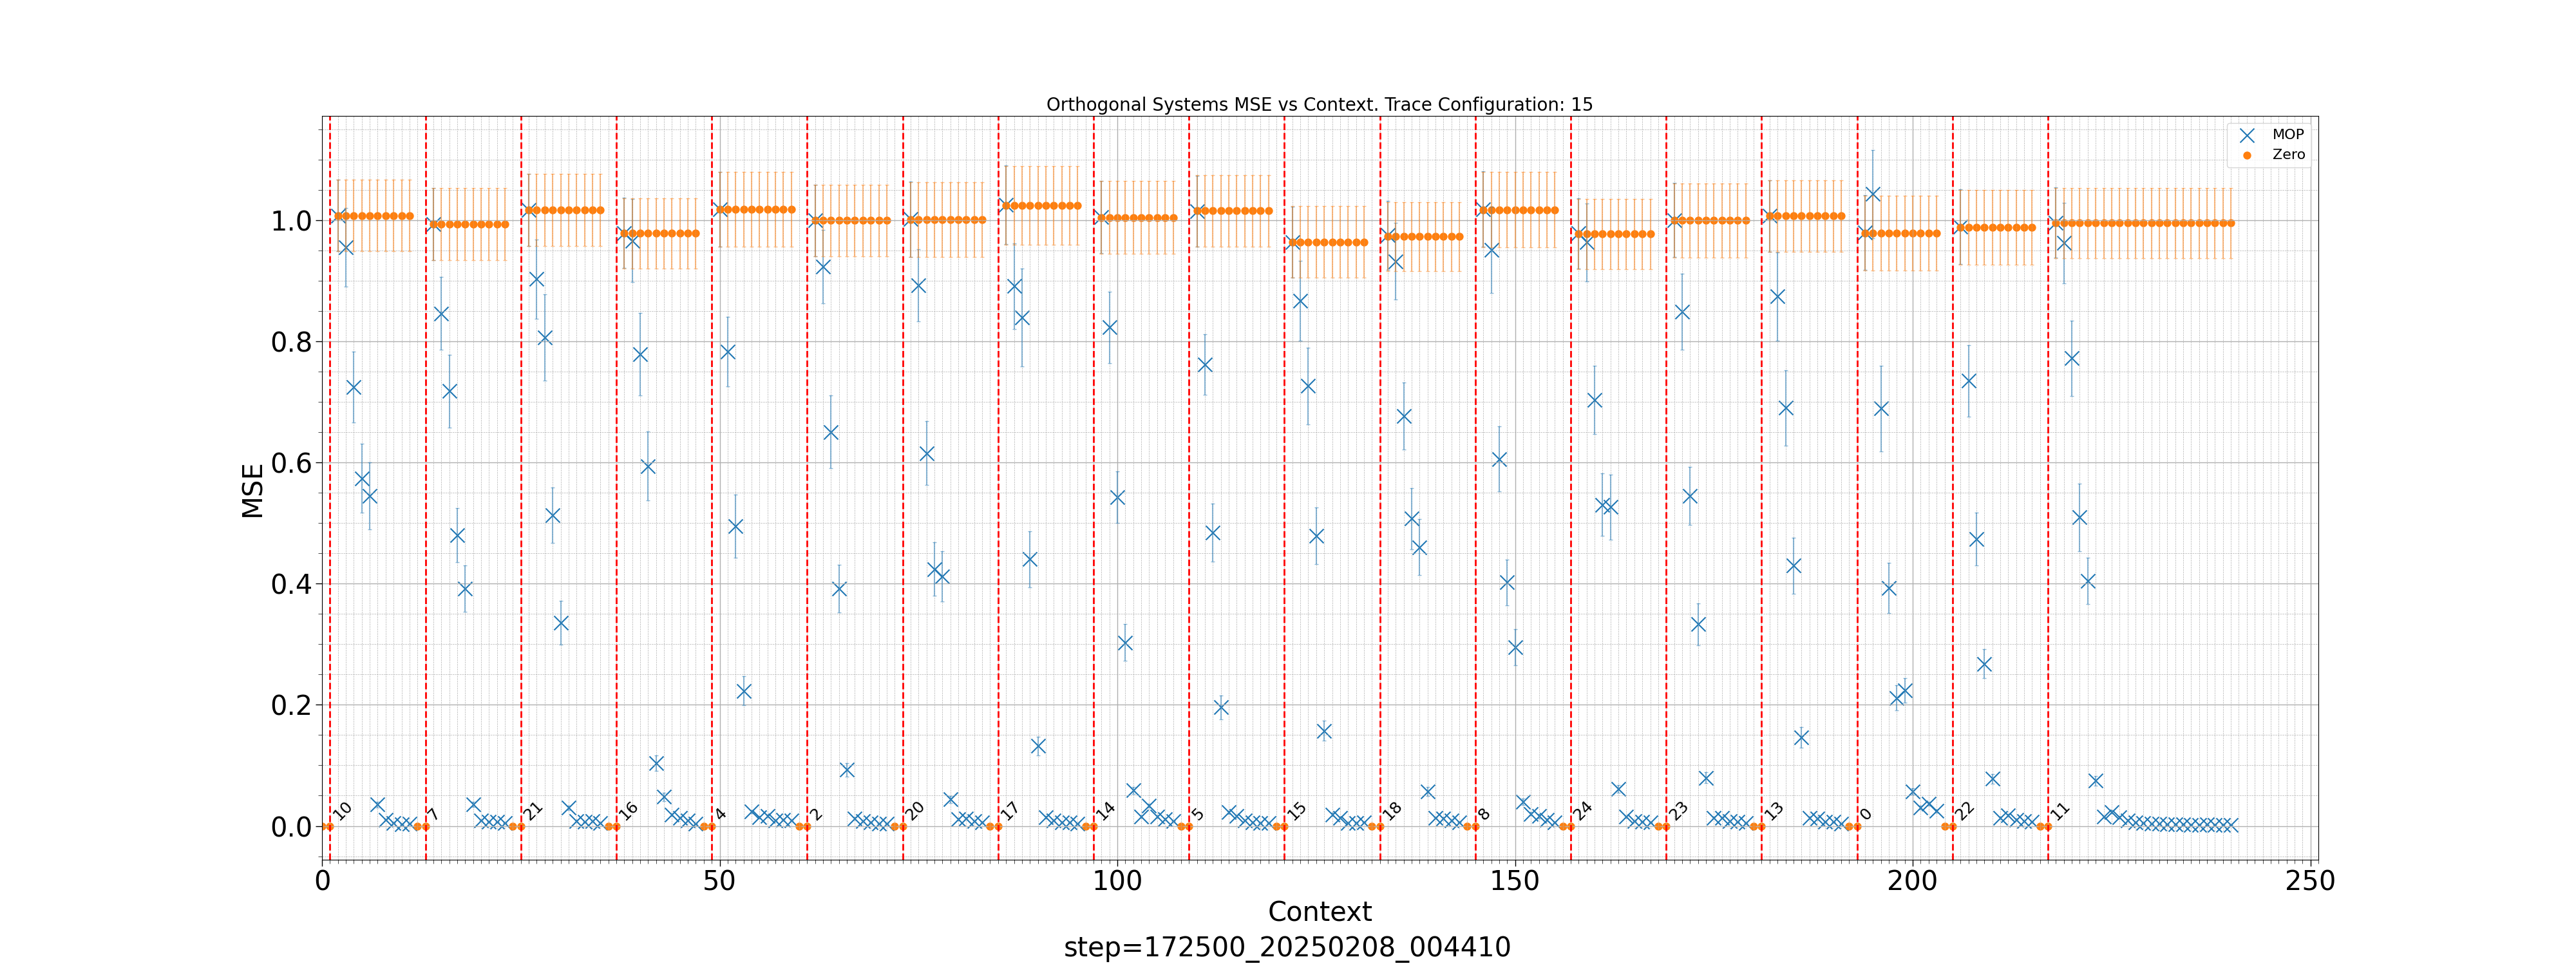 Orthogonal Systems MSE vs Context. Trace Configuration: 15
MOP
Zero
MSE
1.0
0.8
0.6
0.4
0.2
0.0
10 7 21 16 4 2 20 17 14 5 15 18 8 24 23 13 0 22 11
0 50 100 150 200 250
Context
step=172500_20250208_004410